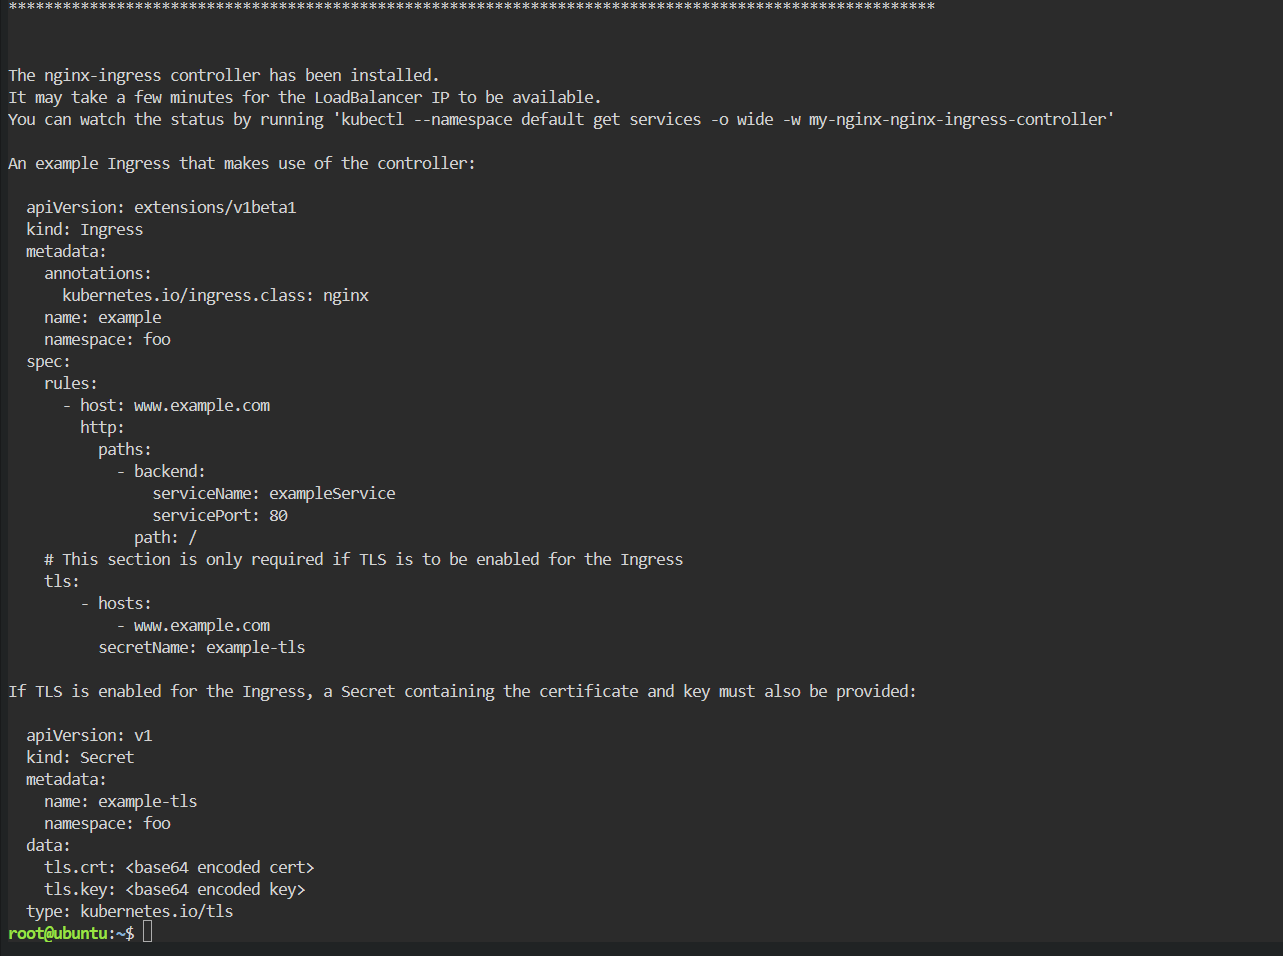 *******************************************************************************************************
The nginx-ingress controller has been installed.
It may take a few minutes for the LoadBalancer IP to be available.
You can watch the status by running 'kubectl --namespace default get services -o wide -w my-nginx-nginx-ingress-controller'
An example Ingress that makes use of the controller:
  apiVersion: extensions/v1beta1
  kind: Ingress
  metadata:
    annotations:
      kubernetes.io/ingress.class: nginx
    name: example
    namespace: foo
  spec:
    rules:
      - host: www.example.com
        http:
          paths:
            - backend:
                serviceName: exampleService
                servicePort: 80
              path: /
    # This section is only required if TLS is to be enabled for the Ingress
    tls:
        - hosts:
            - www.example.com
          secretName: example-tls
If TLS is enabled for the Ingress, a Secret containing the certificate and key must also be provided:
  apiVersion: v1
  kind: Secret
  metadata:
    name: example-tls
    namespace: foo
  data:
    tls.crt: <base64 encoded cert>
    tls.key: <base64 encoded key>
  type: kubernetes.io/tls
root@ubuntu:~$